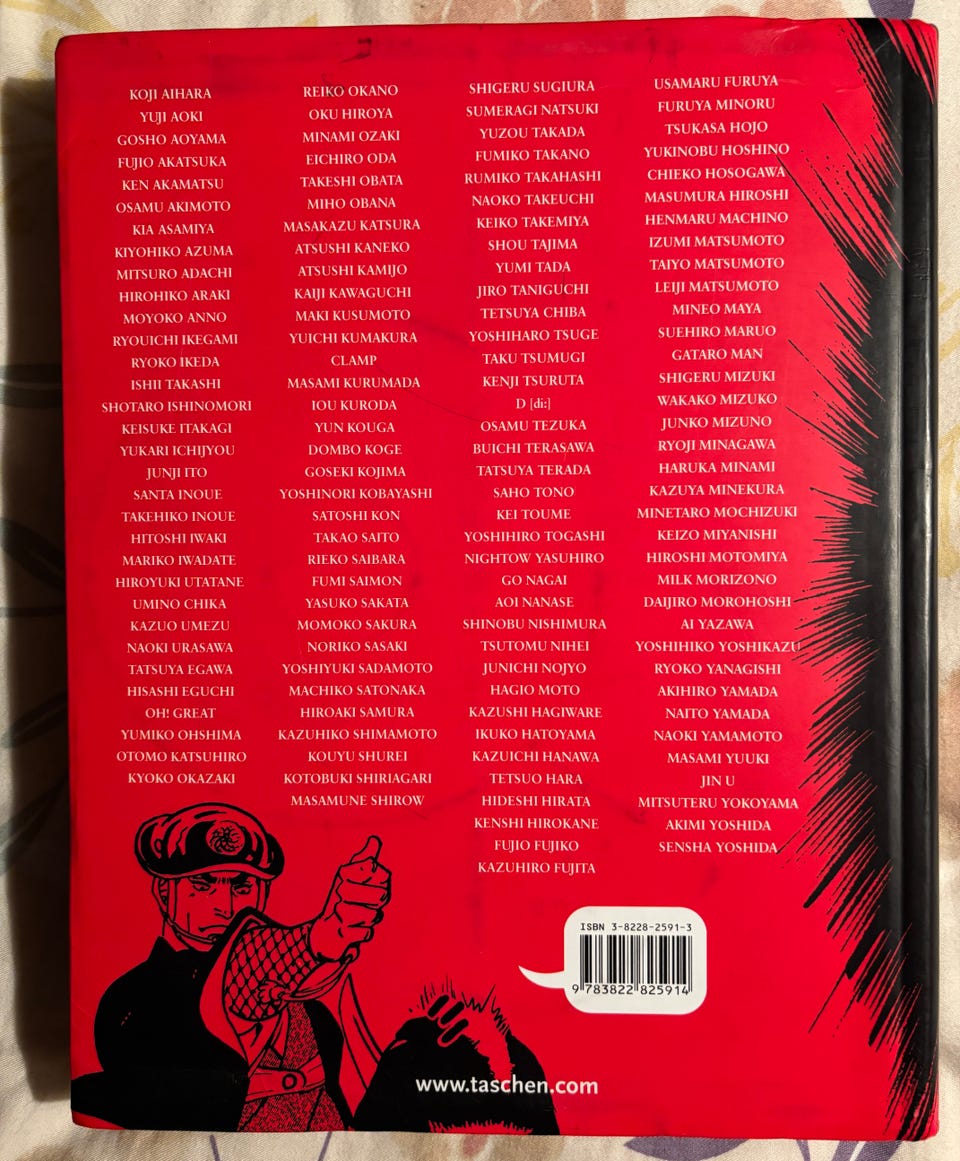 KOJI AIHARA
YUJI AOKI
GOSHO AOYAMA
FUJIO AKATSUKA
KEN AKAMATSU
OSAMU AKIMOTO
KIA ASAMIYA
KIYOHIKO AZUMA
MITSURO ADACHI
HIROHIKO ARAKI
MOYOKO ANNO
RYOUICHI IKEGAMI
RYOKO IKEDA
ISHII TAKASHI
SHOTARO ISHINOMORI
KEISUKE ITAKAGI
YUKARI ICHIJYOU
JUNJI ITO
SANTA INOUE
TAKEHIKO INOUE
HITOSHI IWAKI
MARIKO IWADATE
HIROYUKI UTATANE
UMINO CHIKA
KAZUO UMEZU
NAOKI URASAWA
TATSUYA EGAWA
HISASHI EGUCHI
OH! GREAT
YUMIKO OHSHIMA
OTOMO KATSUHIRO
KYOKO OKAZAKI
REIKO OKANO
OKU HIROYA
MINAMI OZAKI
EICHIRO ODA
TAKESHI OBATA
MIHO OBANA
MASAKAZU KATSURA
ATSUSHI KANEKO
ATSUSHI KAMIJO
KAIJI KAWAGUCHI
MAKI KUSUMOTO
YUICHI KUMAKURA
CLAMP
MASAMI KURUMADA
IOU KURODA
YUN KOUGA
DOMBO KOGE
GOSEKI KOJIMA
YOSHINORI KOBAYASHI
SATOSHI KON
TAKAO SAITO
RIEKO SAIBARA
FUMI SAIMON
YASUKO SAKATA
MOMOKO SAKURA
NORIKO SASAKI
YOSHIYUKI SADAMOTO
MACHIKO SATONAKA
HIROAKI SAMURA
KAZUHIKO SHIMAMOTO
KOUYU SHUREI
KOTOBUKI SHIRIAGARI
MASAMUNE SHIROW
SHIGERU SUGIURA
SUMERAGI NATSUKI
YUZOU TAKADA
FUMIKO TAKANO
RUMIKO TAKAHASHI
NAOKO TAKEUCHI
KEIKO TAKEMIYA
SHOU TAJIMA
YUMI TADA
JIRO TANIGUCHI
TETSUYA CHIBA
YOSHIHARO TSUGE
TAKU TSUMUGI
KENJI TSURUTA
D [di:]
OSAMU TEZUKA
BUICHI TERASAWA
TATSUYA TERADA
SAHO TONO
KEI TOUME
YOSHIHIRO TOGASHI
NIGHTOW YASUHIRO
GO NAGAI
AOI NANASE
SHINOBU NISHIMURA
TSUTOMU NIHEI
JUNICHI NOJYO
HAGIO MOTO
KAZUSHI HAGIWARE
IKUKO HATOYAMA
KAZUICHI HANAWA
TETSUO HARA
HIDESHI HIRATA
KENSHI HIROKANE
FUJIO FUJIKO
KAZUHIRO FUJITA
USAMARU FURUYA
FURUYA MINORU
TSUKASA HOJO
YUKINOBU HOSHINO
CHIEKO HOSOGAWA
MASUMURA HIROSHI
HENMARU MACHINO
IZUMI MATSUMOTO
TAIYO MATSUMOTO
LEIJI MATSUMOTO
MINEO MAYA
SUEHIRO MARUO
GATARO MAN
SHIGERU MIZUKI
WAKAKO MIZUKO
JUNKO MIZUNO
RYOJI MINAGAWA
HARUKA MINAMI
KAZUYA MINEKURA
MINETARO MOCHIZUKI
KEIZO MIYANISHI
HIROSHI MOTOMIYA
MILK MORIZONO
DAIJIRO MOROHOSHI
AI YAZAWA
YOSHIHIKO YOSHIKAZU
RYOKO YANAGISHI
AKIHIRO YAMADA
NAITO YAMADA
NAOKI YAMAMOTO
MASAMI YUUKI
JIN U
MITSUTERU YOKOYAMA
AKIMI YOSHIDA
SENSHA YOSHIDA
ISBN 3-8228-2591-3
9 783822 825914
www.taschen.com